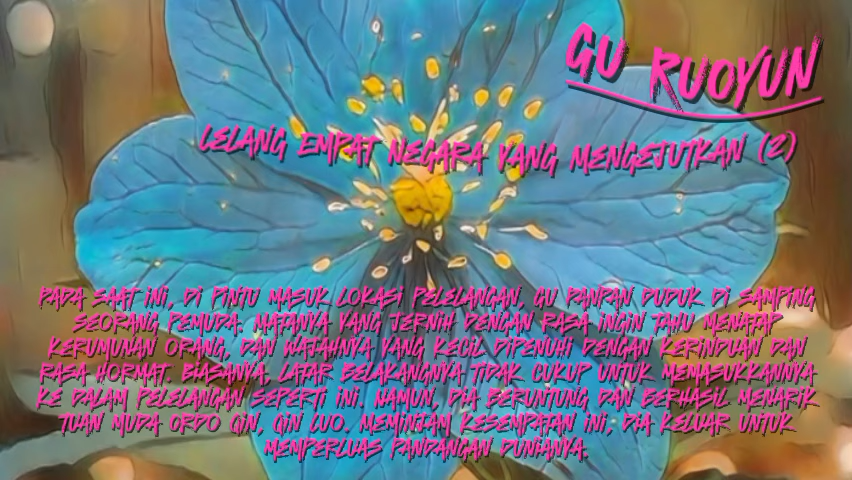 GU RUOYUN
LELANG EMPAT NEGARA YANG MENGEJUTKAN (2)
PADA SAAT INI, DI PINTU MASUK LOKASI PELELANGAN, GU PANPAN DUDUK DI SAMPING
SEORANG PEMUDA. MATANYA YANG JERNIH DENGAN RASA INGIN TAHU MENATAP
KERUMUNAN ORANG, DAN WAJAHNYA YANG KECIL DIPENUHI DENGAN KERINDUAN DAN
RASA HORMAT. BIASANYA, LATAR BELAKANGNYA TIDAK CUKUP UNTUK MEMASUKKANNYA
KE DALAM PELELANGAN SEPERTI INI. NAMUN, DIA BERUNTUNG DAN BERHASIL MENARIK
TUAN MUDA ORDO QIN, QIN LUO. MEMINJAM KESEMPATAN INI, DIA KELUAR UNTUK
MEMPERLUAS PANDANGAN DUNIANYA.